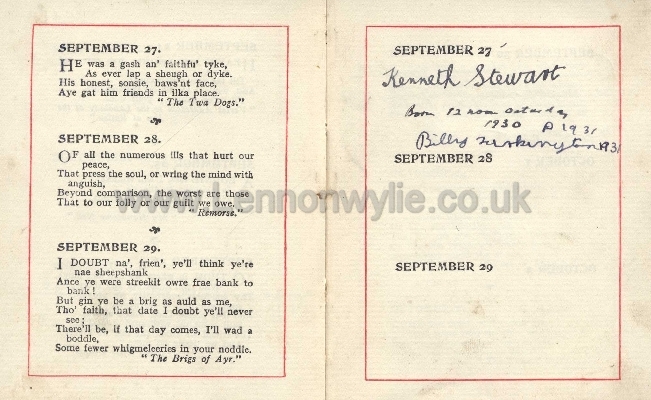 SEPTEMBER 27.
HE was a gash an' faithfu' tyke,
As ever lap a sheugh or dyke.
His honest, sonsie, baws'nt face,
Aye gat him friends in ilka place.
"The Twa Dogs."
SEPTEMBER 28.
OF all the numerous ills that hurt our
peace,
That press the soul, or wring the mind with
anguish,
Beyond comparison, the worst are those
That to our folly or our guilt we owe.
"Remorse."
SEPTEMBER 29.
I DOUBT na', frien', ye'll think ye're
nae sheepshank
Ance ye were streekit owre frae bank to
bank!
But gin ye be a brig as auld as me,
Tho' faith, that date I doubt ye'll never
see;
There'll be, if that day comes, I'll wad a
boddle,
Some fewer whigmeleeries in your noddle.
"The Brigs of Ayr."
SEPTEMBER 27
Kenneth Stewart
Born 12 noon Saturday
1930 1931
Billy 1931
SEPTEMBER 28
SEPTEMBER 29
www.Lennonwylie.co.uk